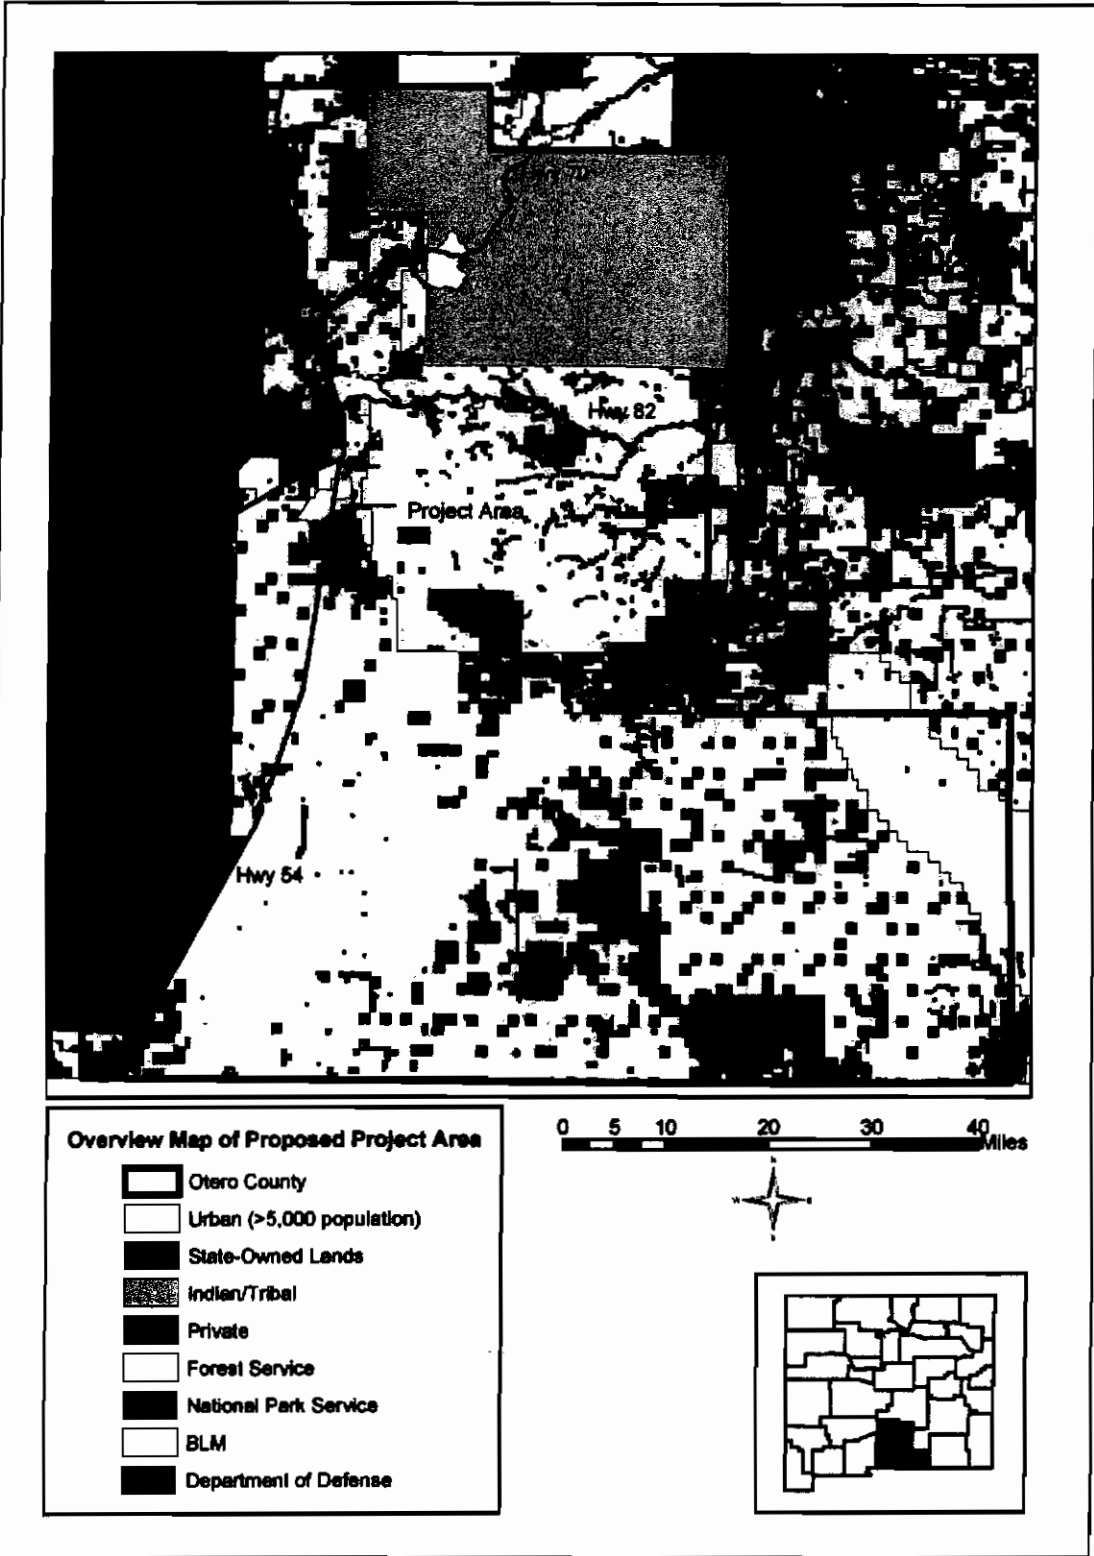 Hwy 82
Project Area
Hwy 54
Overview Map of Proposed Project Area
Otero County
Urban (>5,000 population)
State-Owned Lands
Indian/Tribal
Private
Forest Service
National Park Service
BLM
Department of Defense
0 5 10 20 30 40
Miles
N
W E